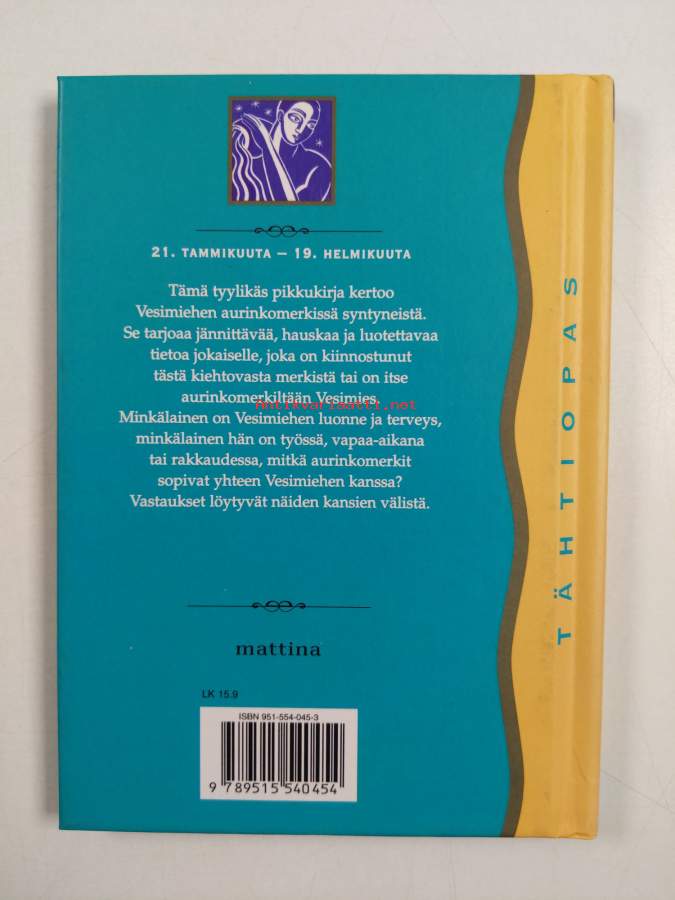 21. TAMMIKUUTA – 19. HELMIKUUTA
Tämä tyylikäs pikkukirja kertoo
Vesimiehen aurinkomerkissä syntyneistä.
Se tarjoaa jännittävää, hauskaa ja luotettavaa
tietoa jokaiselle, joka on kiinnostunut
tästä kiehtovasta merkistä tai on itse
aurinkomerkiltään Vesimies.
Antikvariaatti.net
Minkälainen on Vesimiehen luonne ja terveys,
minkälainen hän on työssä, vapaa-aikana
tai rakkaudessa, mitkä aurinkomerkit
sopivat yhteen Vesimiehen kanssa?
Vastaukset löytyvät näiden kansien välistä.
mattina
LK 15.9
ISBN 951-554-045-3
9 789515 540454
TÄHTIOPAS